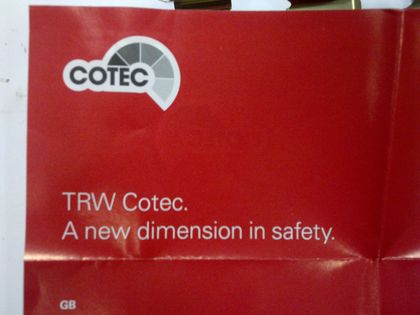 COTEC
TRW Cotec.
A new dimension in safety.
GB